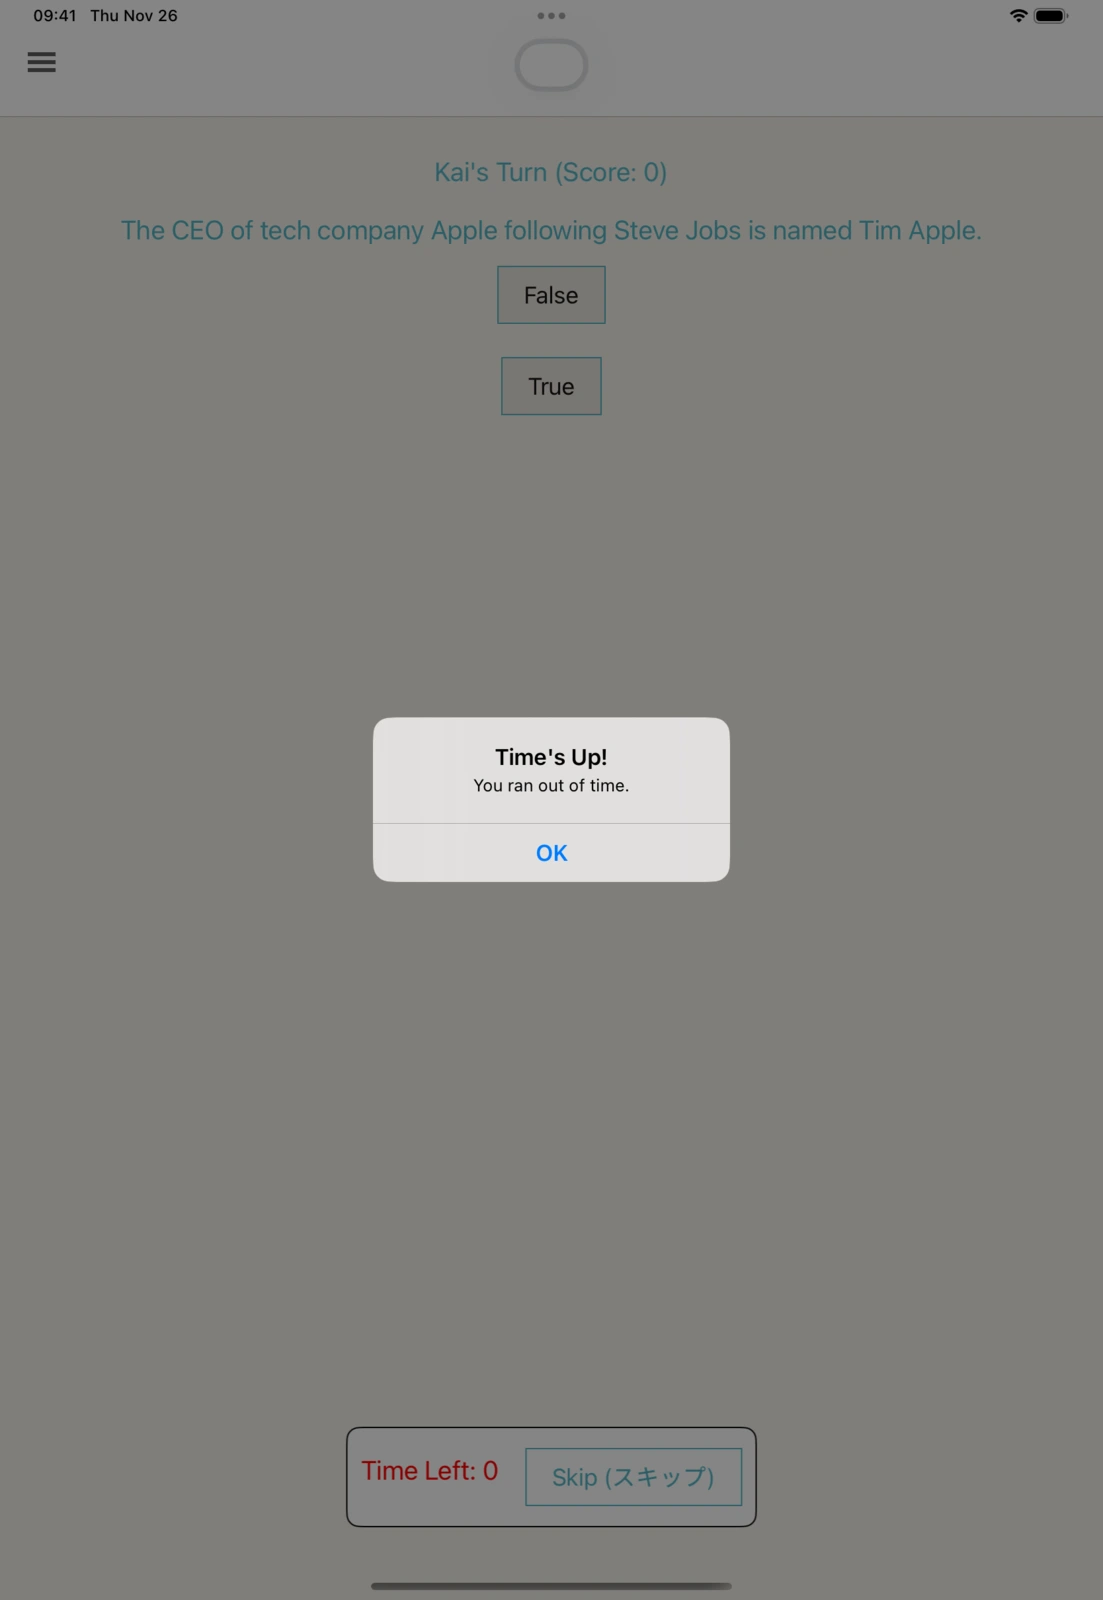 09:41 Thu Nov 26
Kai's Turn (Score: 0)
The CEO of tech company Apple following Steve Jobs is named Tim Apple.
False
True
Time's Up!
You ran out of time.
OK
Time Left: 0
Skip (スキップ)